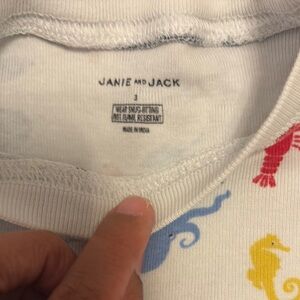 JANIE AND JACK
3
WEAR SNUG-FITTING
NOT FLAME RESISTANT
MADE IN INDIA